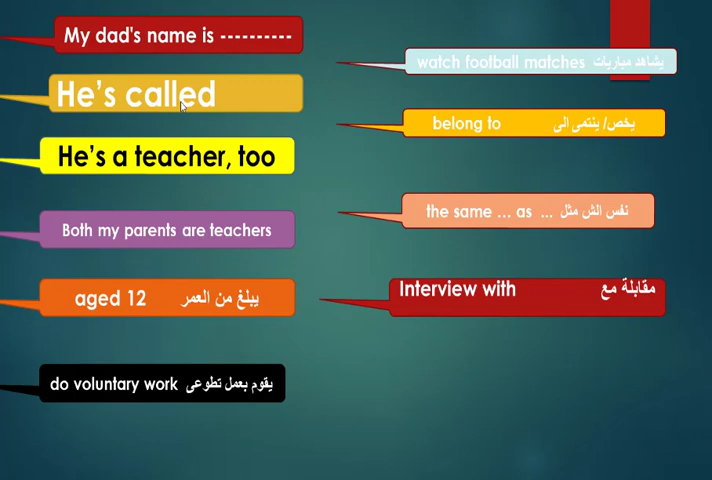 My dad's name is ----------
He's called
He's a teacher, too
Both my parents are teachers
aged 12 يبلغ من العمر
do voluntary work يقوم بعمل تطوعى
watch football matches يشاهد مباريات
belong to يخص/ ينتمى الى
the same ... as ... نفس الش مثل
Interview with مقابلة مع